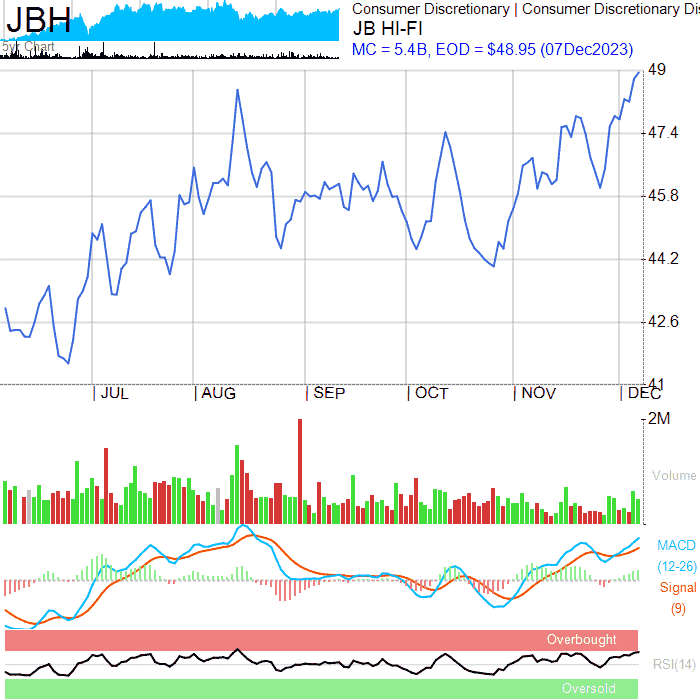 JBH
5yr Chart
Consumer Discretionary | Consumer Discretionary Dis
JB HI-FI
MC = 5.4B, EOD = $48.95 (07Dec2023)
49
47.4
45.8
44.2
42.6
41
JUL AUG SEP OCT NOV DEC
2M
Volume
MACD
(12-26)
Signal
(9)
Overbought
RSI(14)
Oversold